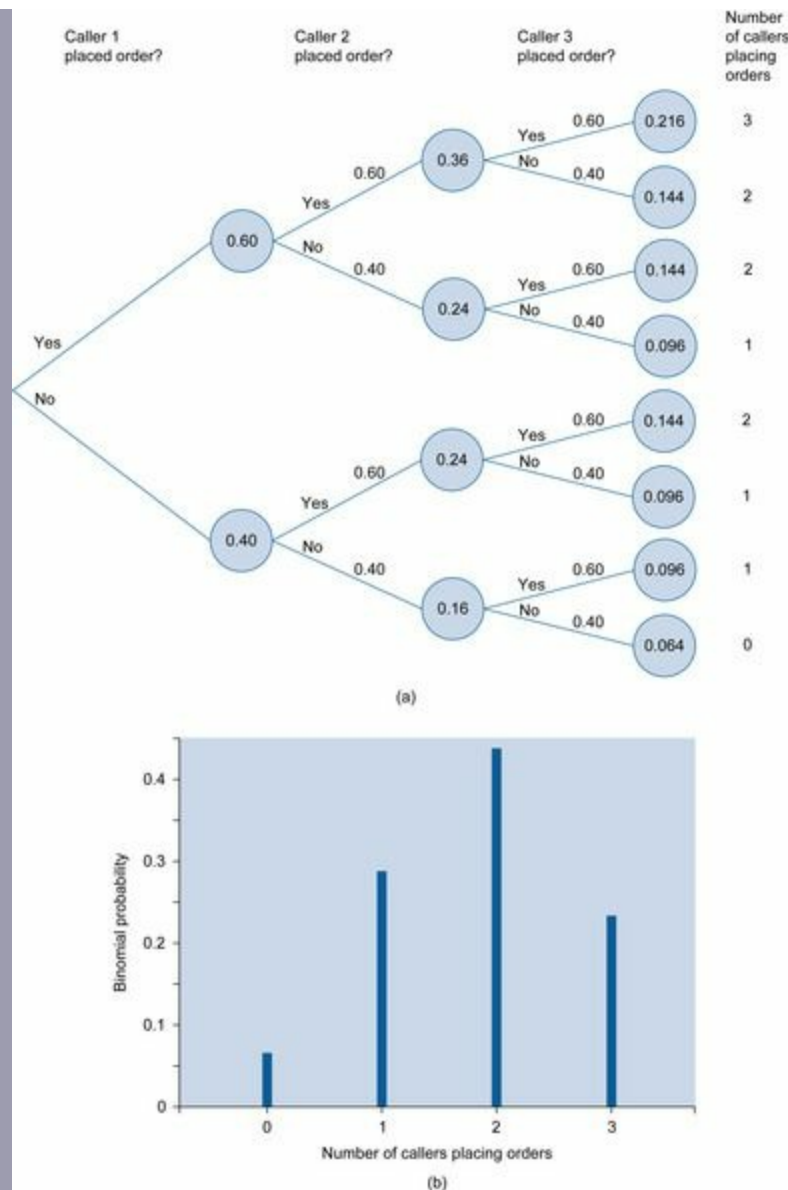 Caller 1
placed order?
Caller 2
placed order?
Caller 3
placed order?
Number
of callers
placing
orders
Yes
No
0.60
0.40
Yes
0.60
No
0.40
Yes
0.60
No
0.40
0.36
0.24
0.24
0.16
Yes
0.60
No
0.40
Yes
0.60
No
0.40
Yes
0.60
No
0.40
Yes
0.60
No
0.40
0.216
3
0.144
2
0.144
2
0.096
1
0.144
2
0.096
1
0.096
1
0.064
0
(a)
Binomial probability
0.4
0.3
0.2
0.1
0
0 1 2 3
Number of callers placing orders
(b)